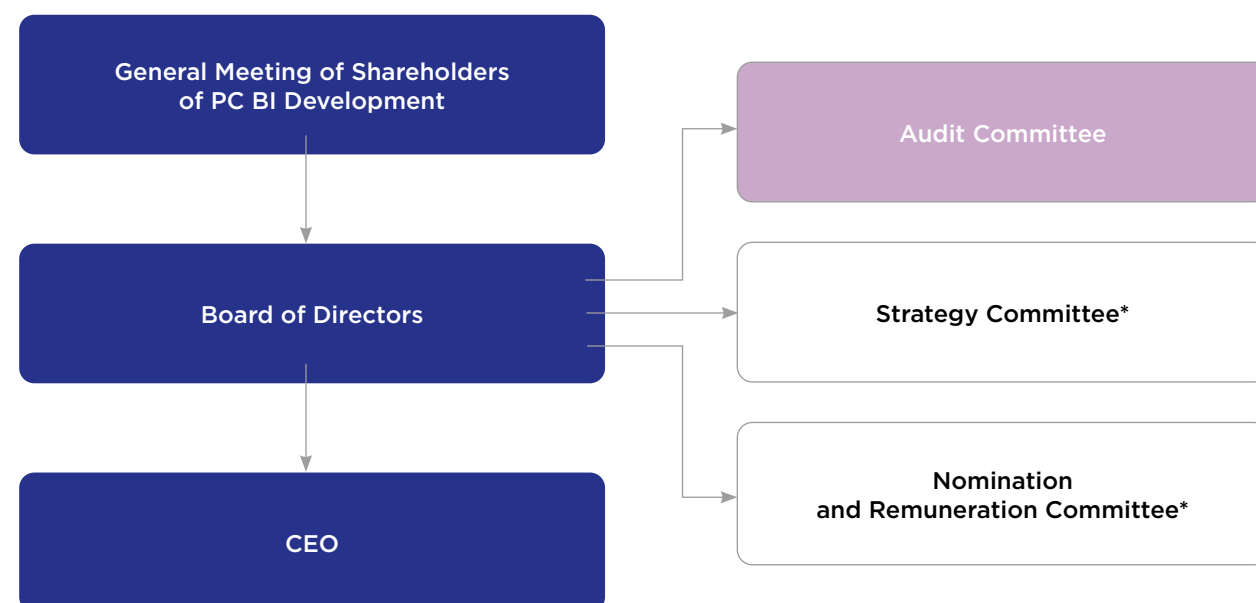 General Meeting of Shareholders
of PC BI Development
Audit Committee
Board of Directors
Strategy Committee*
Nomination
and Remuneration Committee*
CEO